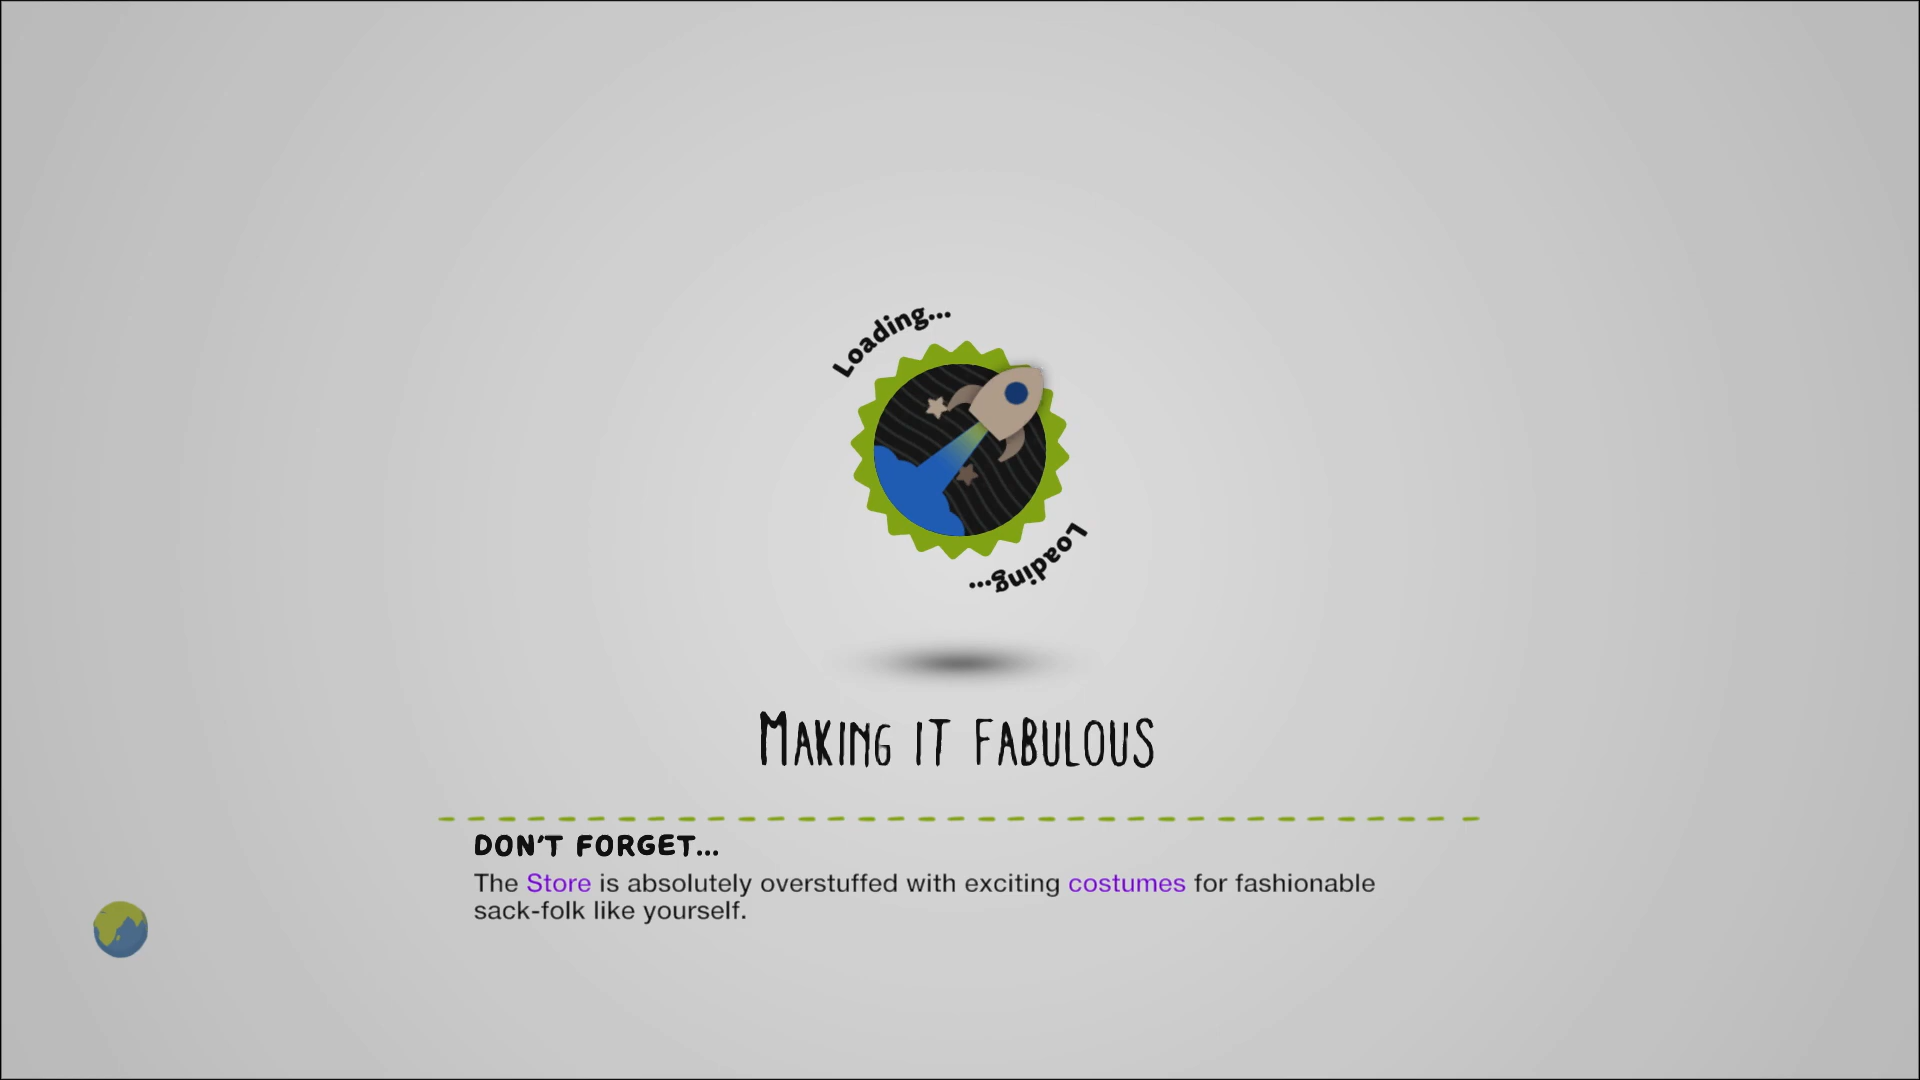 Loading...
Loading...
Making it fabulous
DON'T FORGET...
The Store is absolutely overstuffed with exciting costumes for fashionable
sack-folk like yourself.